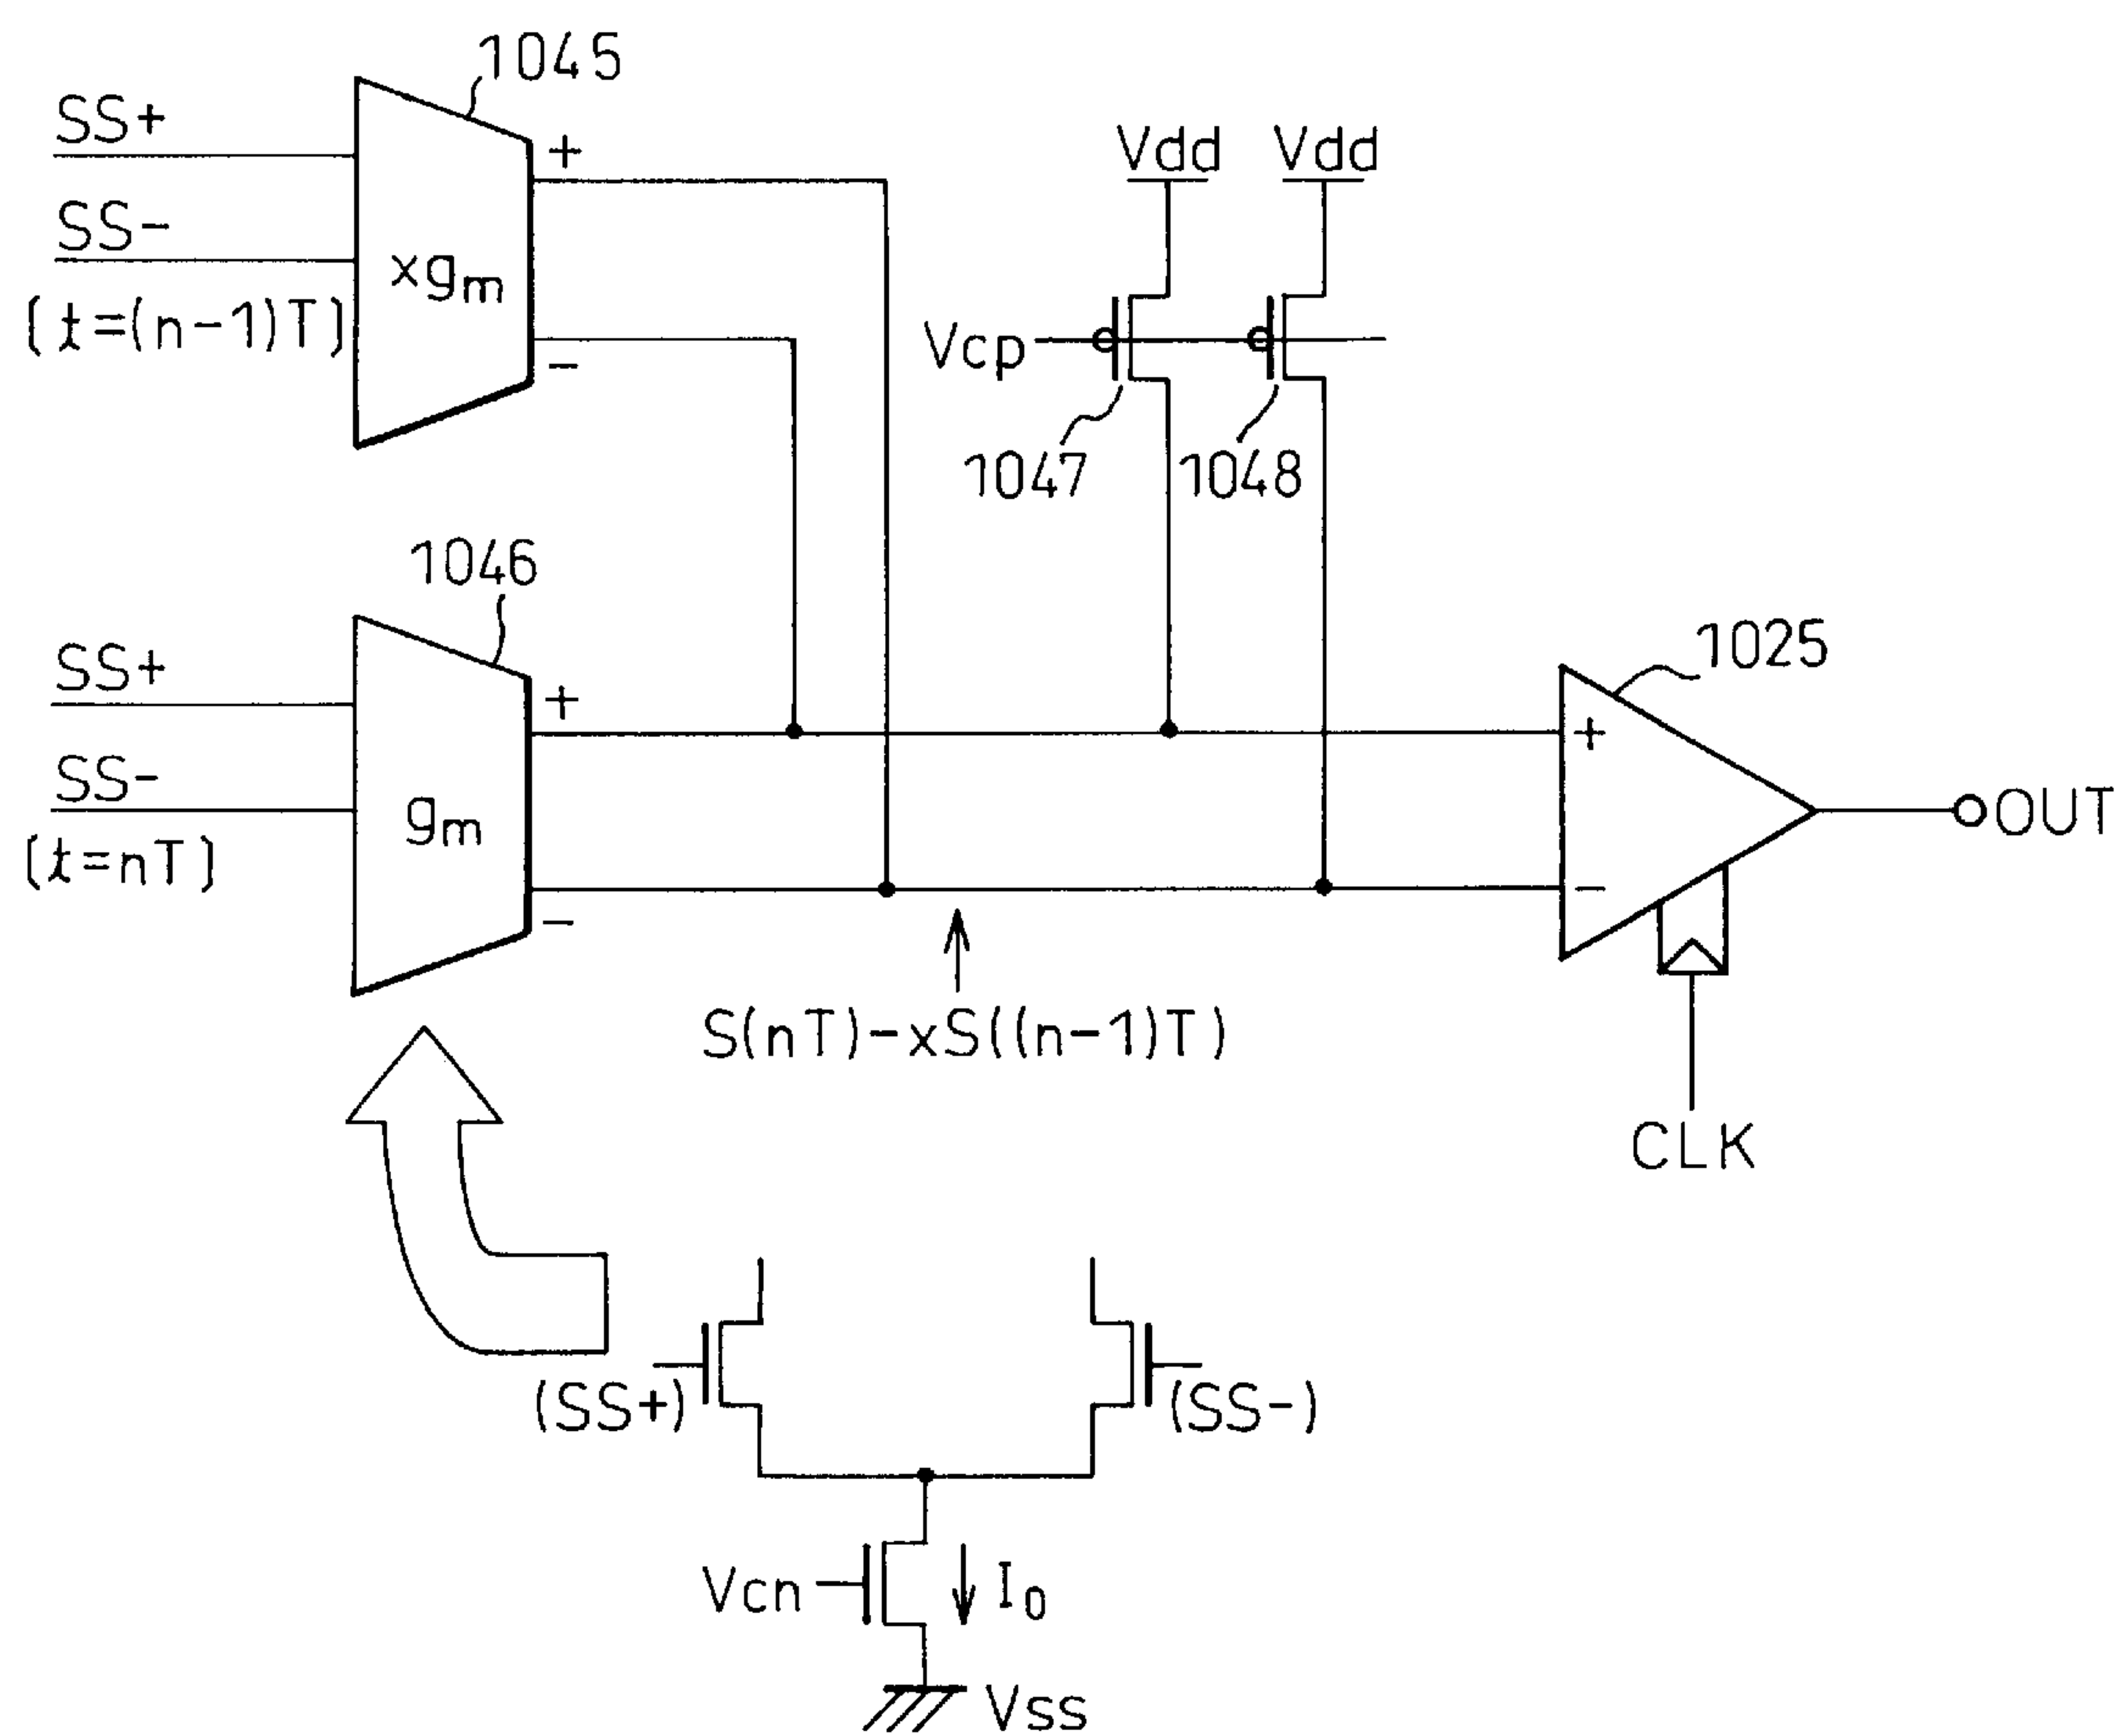 1045
SS+
+
Vdd Vdd
SS-
xgm
(t=(n-1)T)
-
Vcp
1047 1048
1046
SS+
+
1025
SS-
+
gm
OUT
(t=nT)
-
-
S(nT)-xS((n-1)T)
CLK
(SS+) (SS-)
Vcn
I0
Vss